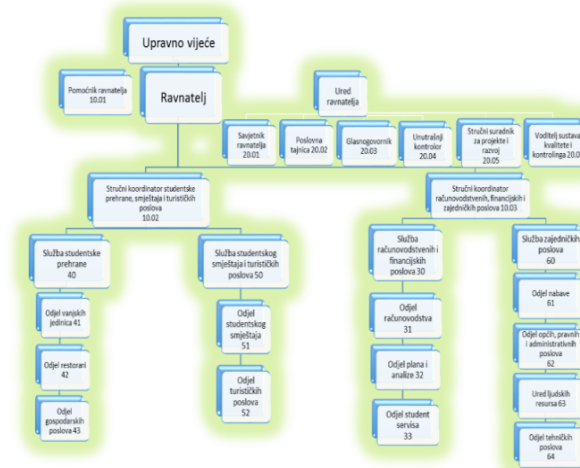 Upravno vijeće
Pomoćnik ravnatelja
10.01
Ravnatelj
Ured
ravnatelja
Savjetnik
ravnatelja
20.01
Poslovna
tajnica 20.02
Glasnogovornik
20.03
Unutrašnji
kontrolor
20.04
Stručni suradnik
za projekte i
razvoj
20.05
Voditelj sustava
kvalitete i
kontrolinga 20.0
Stručni koordinator studentske
prehrane, smještaja i turističkih
poslova
10.02
Stručni koordinator
računovodstvenih, financijskih i
zajedničkih poslova 10.03
Služba studentske
prehrane
40
Služba studentskog
smještaja i turističkih
poslova 50
Služba
računovodstvenih i
financijskih
poslova 30
Služba zajedničkih
poslova
60
Odjel vanjskih
jedinica 41
Odjel restorani
42
Odjel
gospodarskih
poslova 43
Odjel
studentskog
smještaja
51
Odjel
turističkih
poslova
52
Odjel
računovodstva
31
Odjel plana i
analize 32
Odjel student
servisa
33
Odjel nabave
61
Odjel općih, pravnih
i administrativnih
poslova
62
Ured ljudskih
resursa 63
Odjel tehničkih
poslova
64